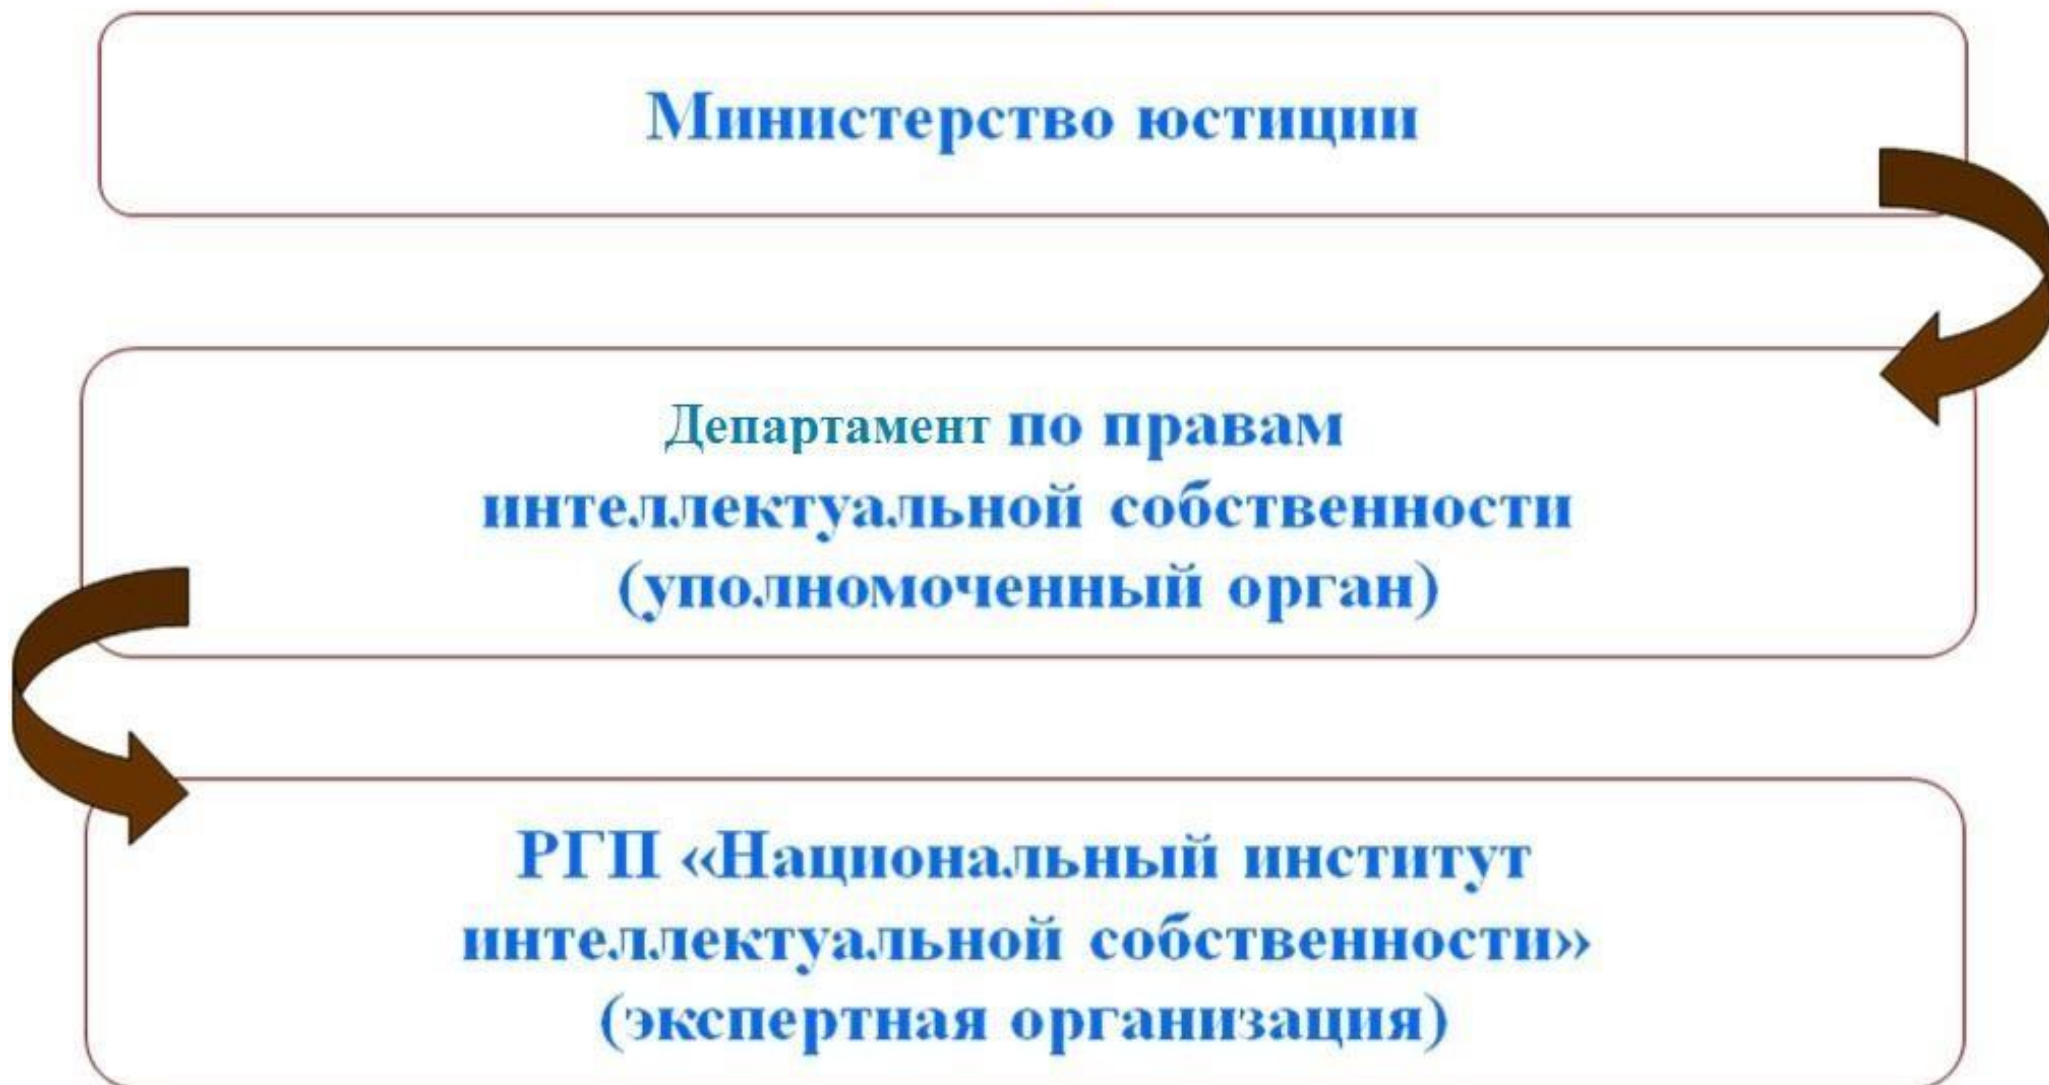 Министерство юстиции
Департамент по правам
интеллектуальной собственности
(уполномоченный орган)
РГП «Национальный институт
интеллектуальной собственности»
(экспертная организация)